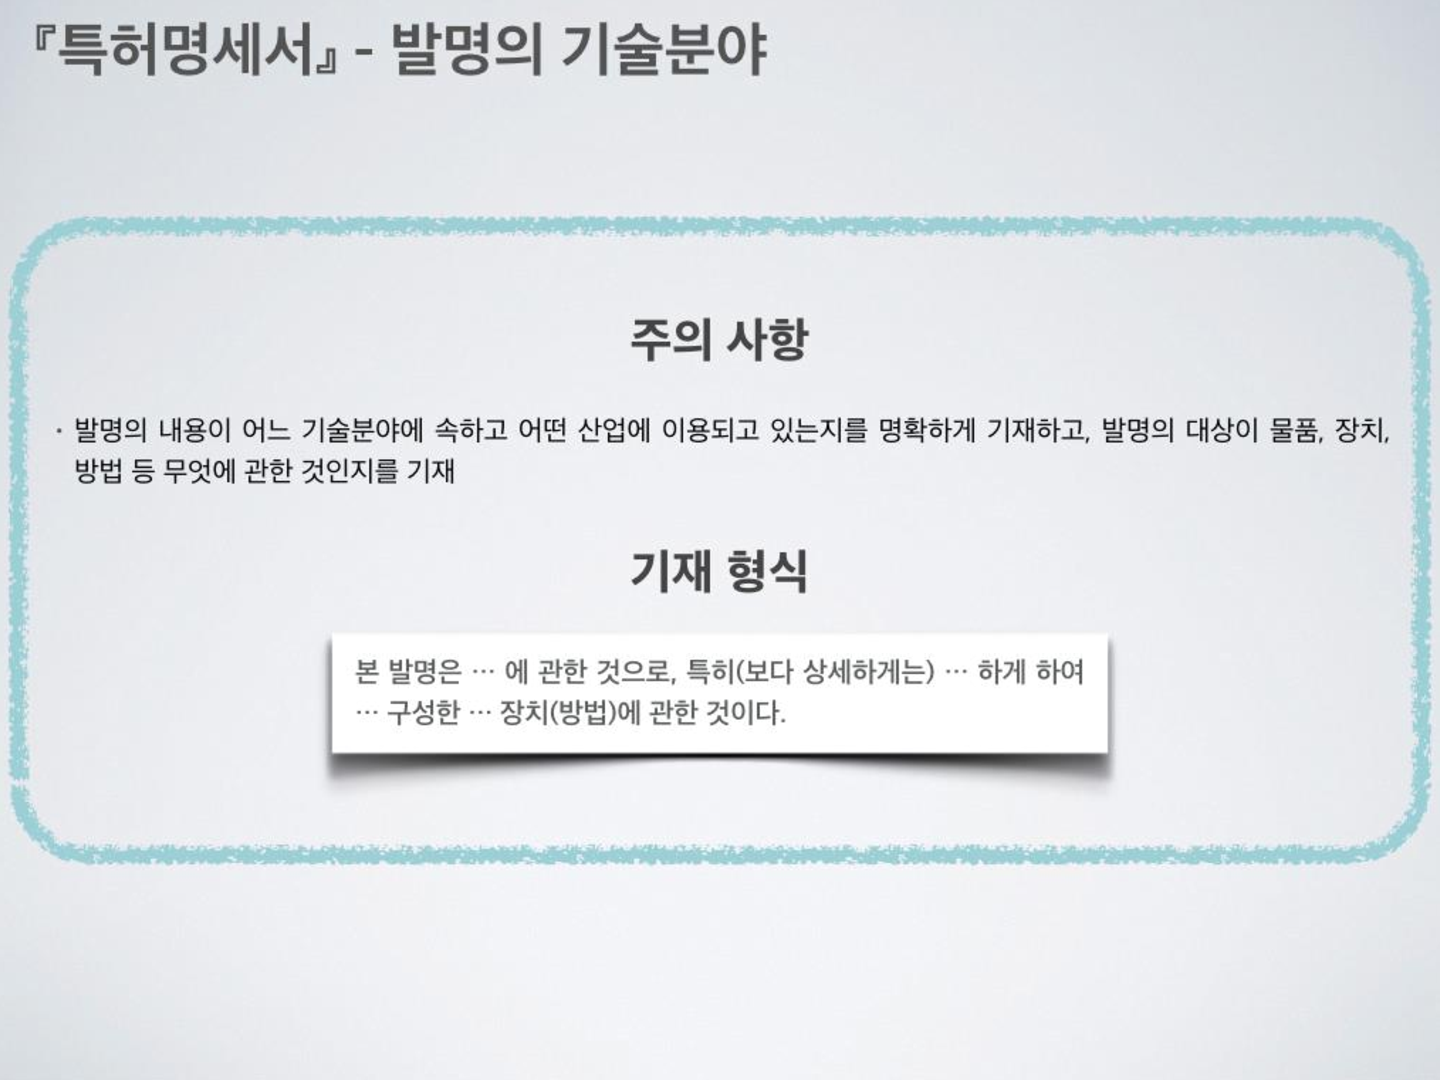 『특허명세서』 - 발명의 기술분야
주의 사항
· 발명의 내용이 어느 기술분야에 속하고 어떤 산업에 이용되고 있는지를 명확하게 기재하고, 발명의 대상이 물품, 장치,
방법 등 무엇에 관한 것인지를 기재
기재 형식
본 발명은 … 에 관한 것으로, 특히(보다 상세하게는) … 하게 하여
… 구성한 … 장치(방법)에 관한 것이다.